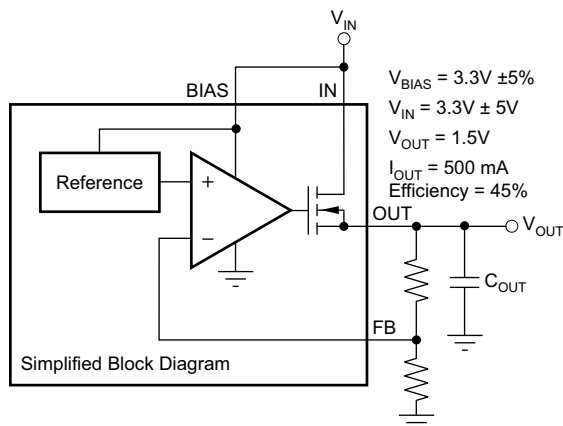 V_IN
BIAS
IN
V_BIAS = 3.3V ±5%
V_IN = 3.3V ± 5V
V_OUT = 1.5V
I_OUT = 500 mA
Efficiency = 45%
Reference
+
−
OUT
V_OUT
C_OUT
FB
Simplified Block Diagram